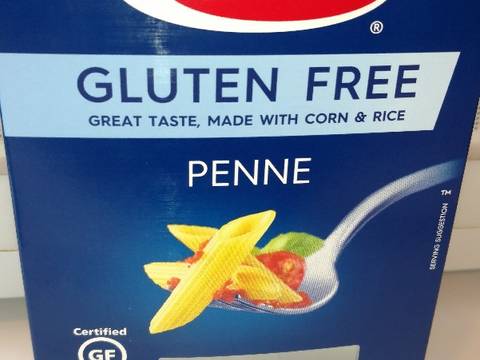 ®
GLUTEN FREE
GREAT TASTE, MADE WITH CORN & RICE
PENNE
TM
SERVING SUGGESTION
Certified
GF